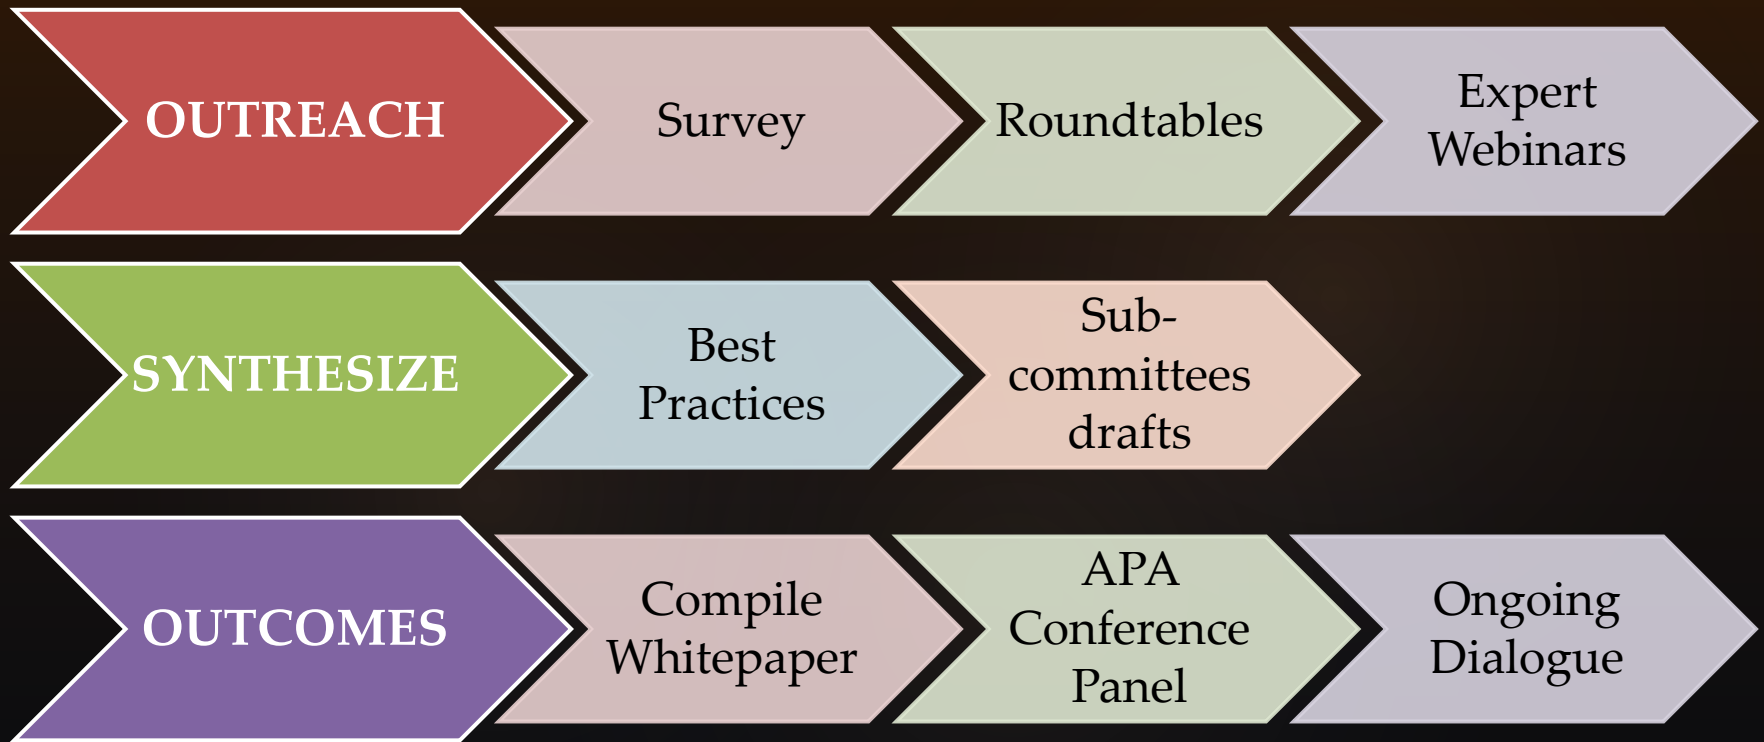 OUTREACH
Survey
Roundtables
Expert
Webinars
SYNTHESIZE
Best
Practices
Sub-
committees
drafts
OUTCOMES
Compile
Whitepaper
APA
Conference
Panel
Ongoing
Dialogue